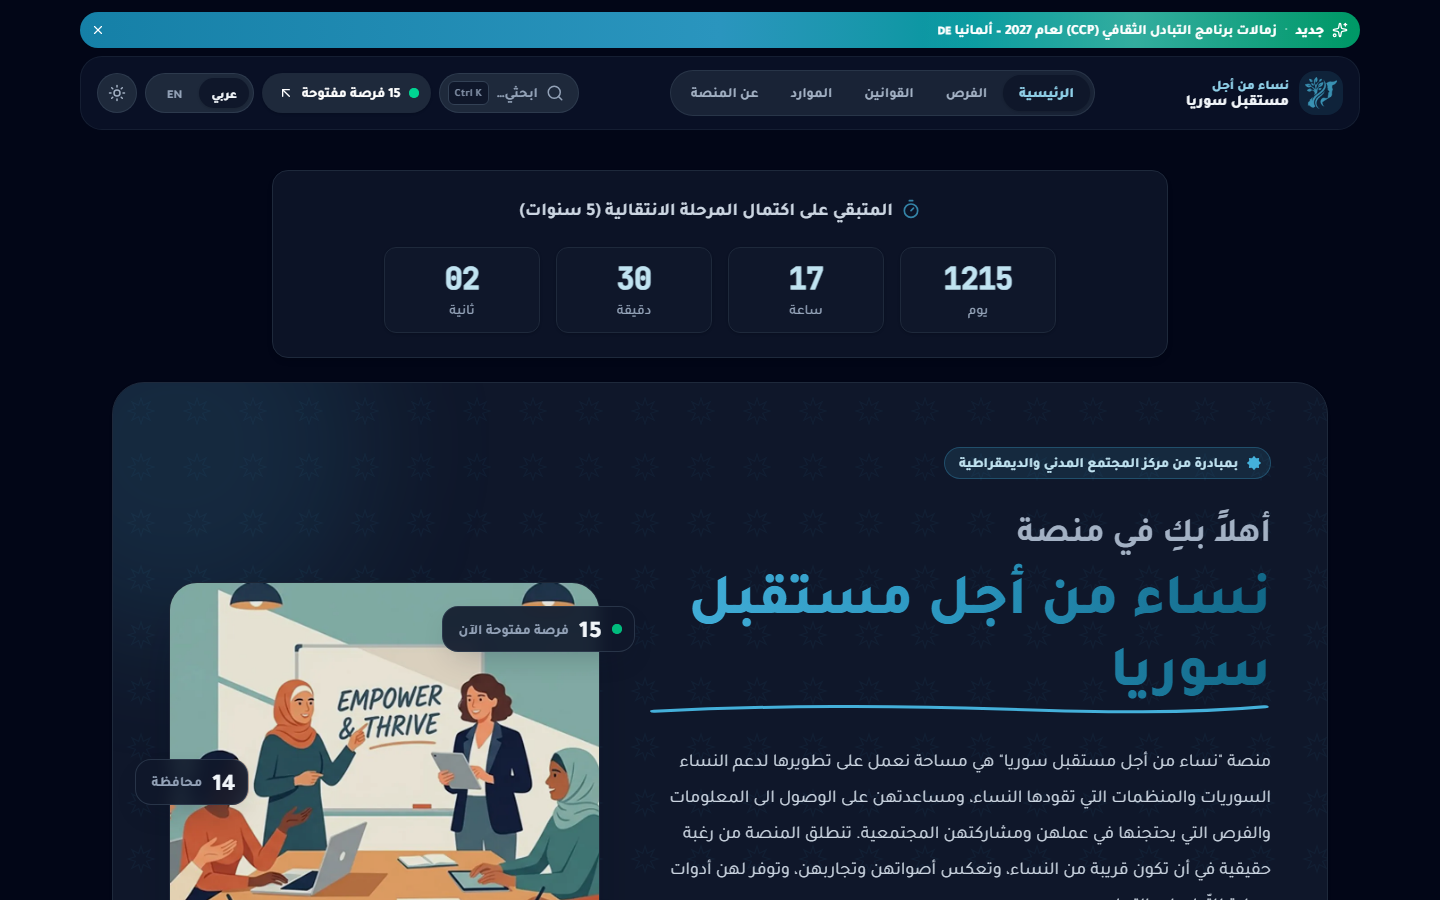 جديد · زمالات برنامج التبادل الثقافي (CCP) لعام 2027 - ألمانيا DE
نساء من أجل
مستقبل سوريا
الرئيسية
الفرص
القوانين
الموارد
عن المنصة
ابحثي...
Ctrl K
15 فرصة مفتوحة
عربي
EN
المتبقي على اكتمال المرحلة الانتقالية (5 سنوات)
1215
يوم
17
ساعة
30
دقيقة
02
ثانية
بمبادرة من مركز المجتمع المدني والديمقراطية
أهلاً بكِ في منصة
نساء من أجل مستقبل
سوريا
منصة "نساء من أجل مستقبل سوريا" هي مساحة نعمل على تطويرها لدعم النساء
السوريات والمنظمات التي تقودها النساء، ومساعدتهن على الوصول الى المعلومات
والفرص التي يحتجنها في عملهن ومشاركتهن المجتمعية. تنطلق المنصة من رغبة
حقيقية في أن تكون قريبة من النساء، وتعكس أصواتهن وتجاربهن، وتوفر لهن أدوات
15 فرصة مفتوحة الآن
EMPOWER
& THRIVE
14 محافظة